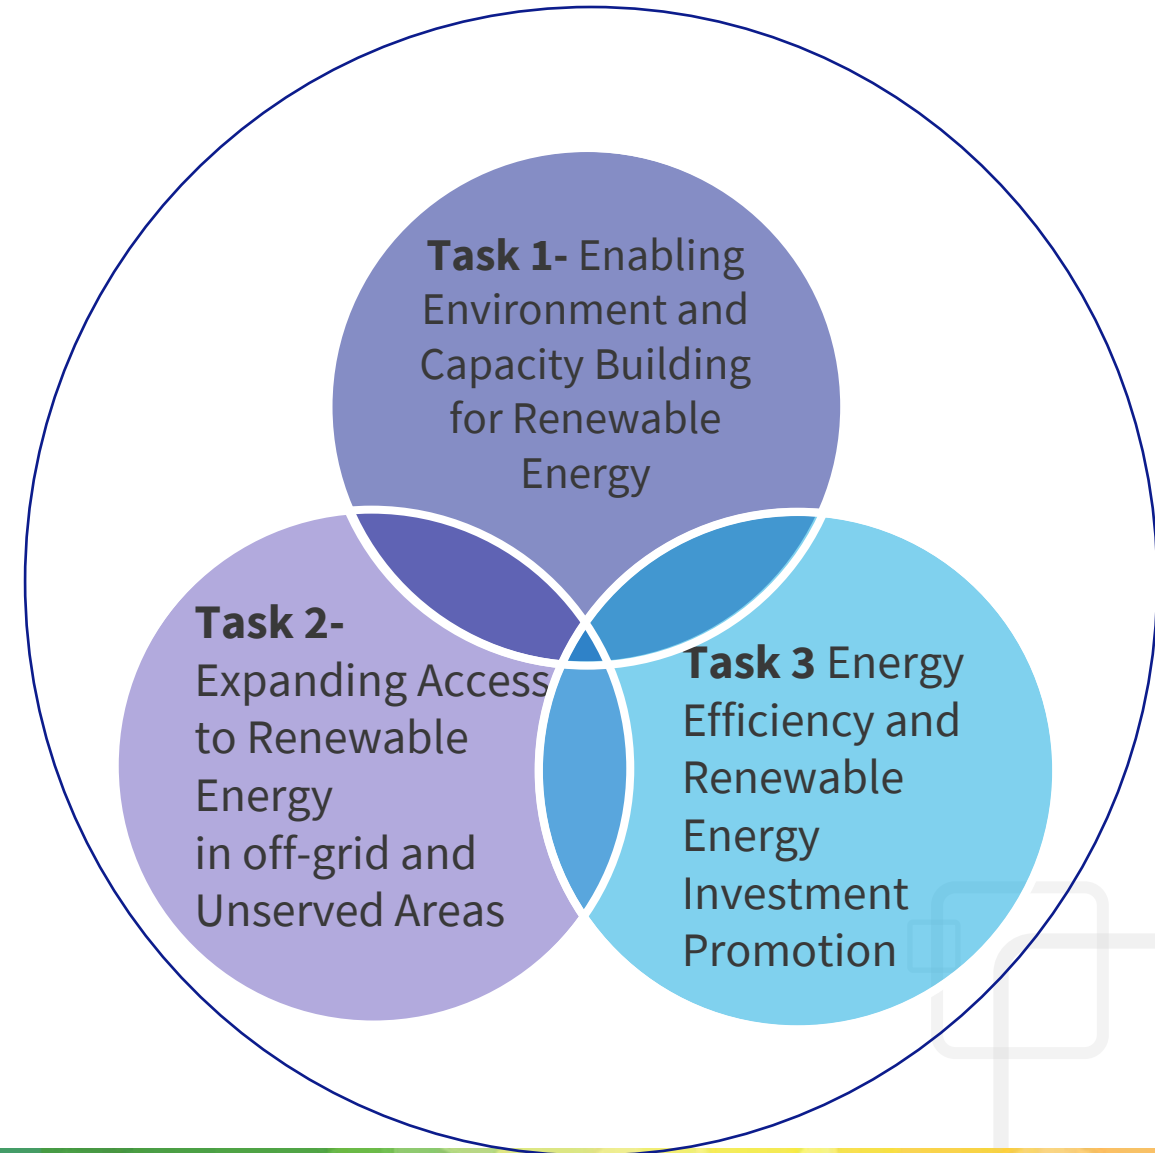 Task 1- Enabling
Environment and
Capacity Building
for Renewable
Energy
Task 2-
Expanding Access
to Renewable
Energy
in off-grid and
Unserved Areas
Task 3 Energy
Efficiency and
Renewable
Energy
Investment
Promotion